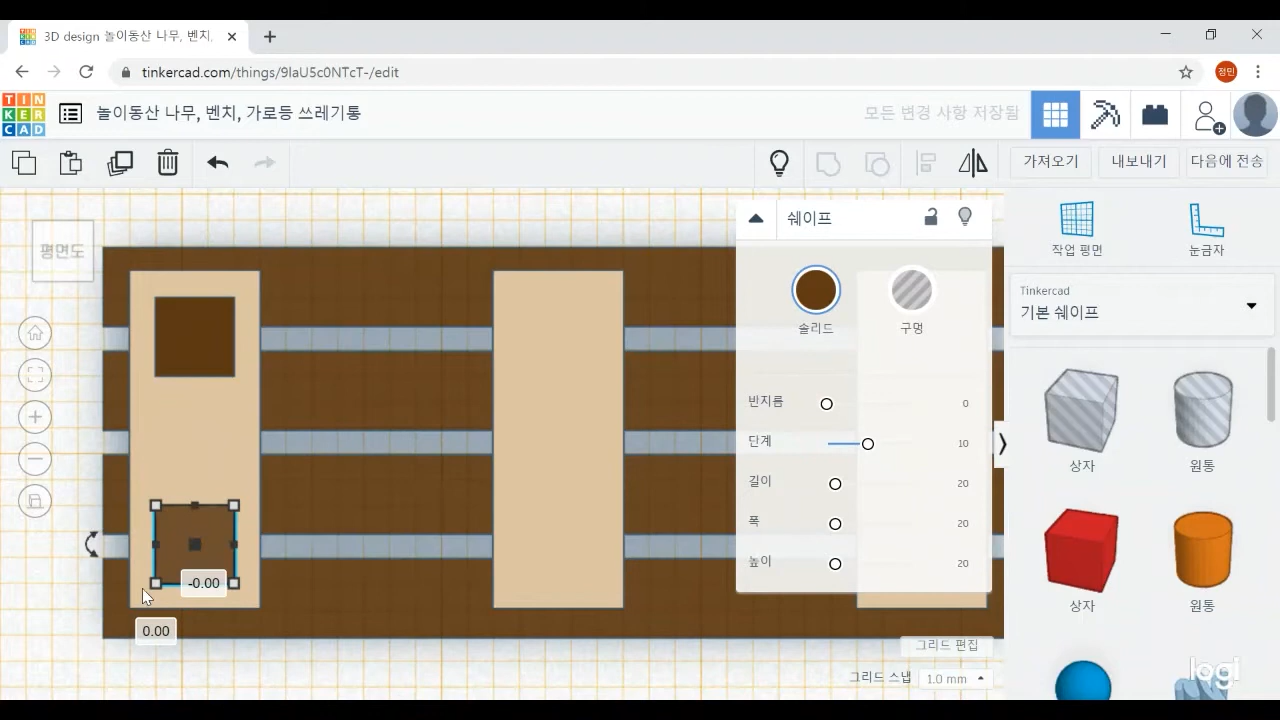 3D design 놀이동산 나무, 벤치,
tinkercad.com/things/9IaU5c0NTcT-/edit
정민
TIN
KER
CAD
놀이동산 나무, 벤치, 가로등 쓰레기통
모든 변경 사항 저장됨
가져오기
내보내기
다음에 전송
평면도
쉐이프
작업 평면
눈금자
솔리드
구멍
Tinkercad
기본 쉐이프
반지름
0
단계
10
길이
20
폭
20
높이
20
상자
원통
상자
원통
-0.00
0.00
그리드 편집
그리드 스냅
1.0 mm
logi